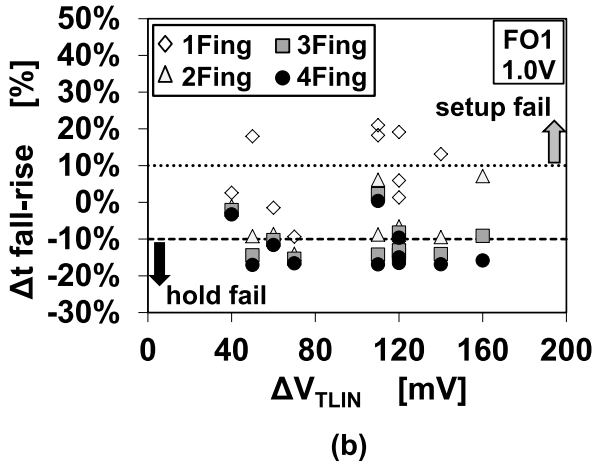 50%
40%
30%
20%
10%
0%
-10%
-20%
-30%
Δt fall-rise [%]
1Fing 3Fing
2Fing 4Fing
FO1
1.0V
setup fail
hold fail
0 40 80 120 160 200
ΔVTLIN [mV]
(b)